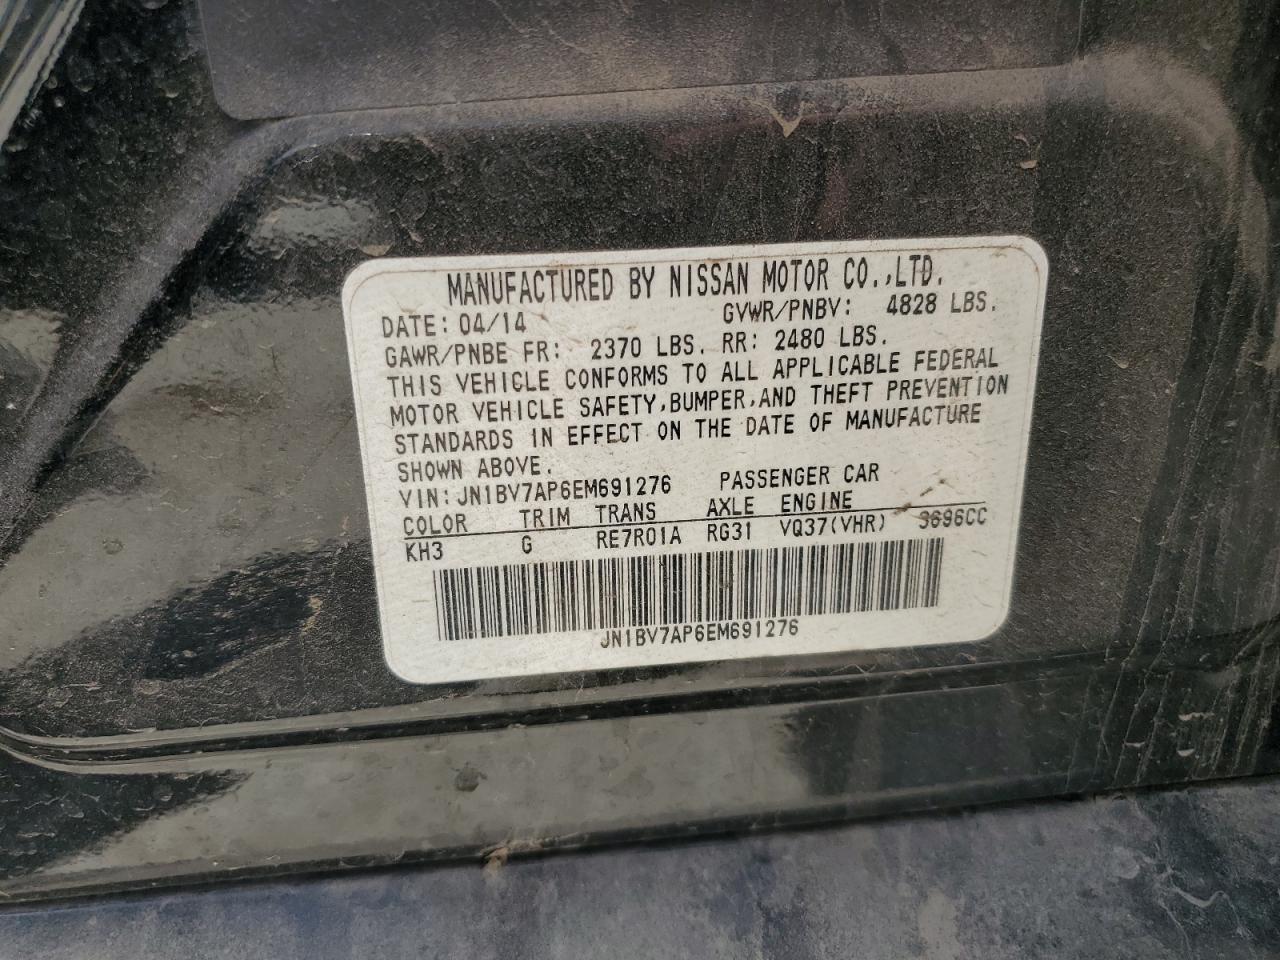 MANUFACTURED BY NISSAN MOTOR CO.,LTD.
DATE: 04/14 GVWR/PNBV: 4828 LBS.
GAWR/PNBE FR: 2370 LBS. RR: 2480 LBS.
THIS VEHICLE CONFORMS TO ALL APPLICABLE FEDERAL
MOTOR VEHICLE SAFETY,BUMPER,AND THEFT PREVENTION
STANDARDS IN EFFECT ON THE DATE OF MANUFACTURE
SHOWN ABOVE.
VIN:JN1BV7AP6EM691276 PASSENGER CAR
COLOR TRIM TRANS AXLE ENGINE
KH3 G RE7R01A RG31 VQ37(VHR) 3696CC
JN1BV7AP6EM691276